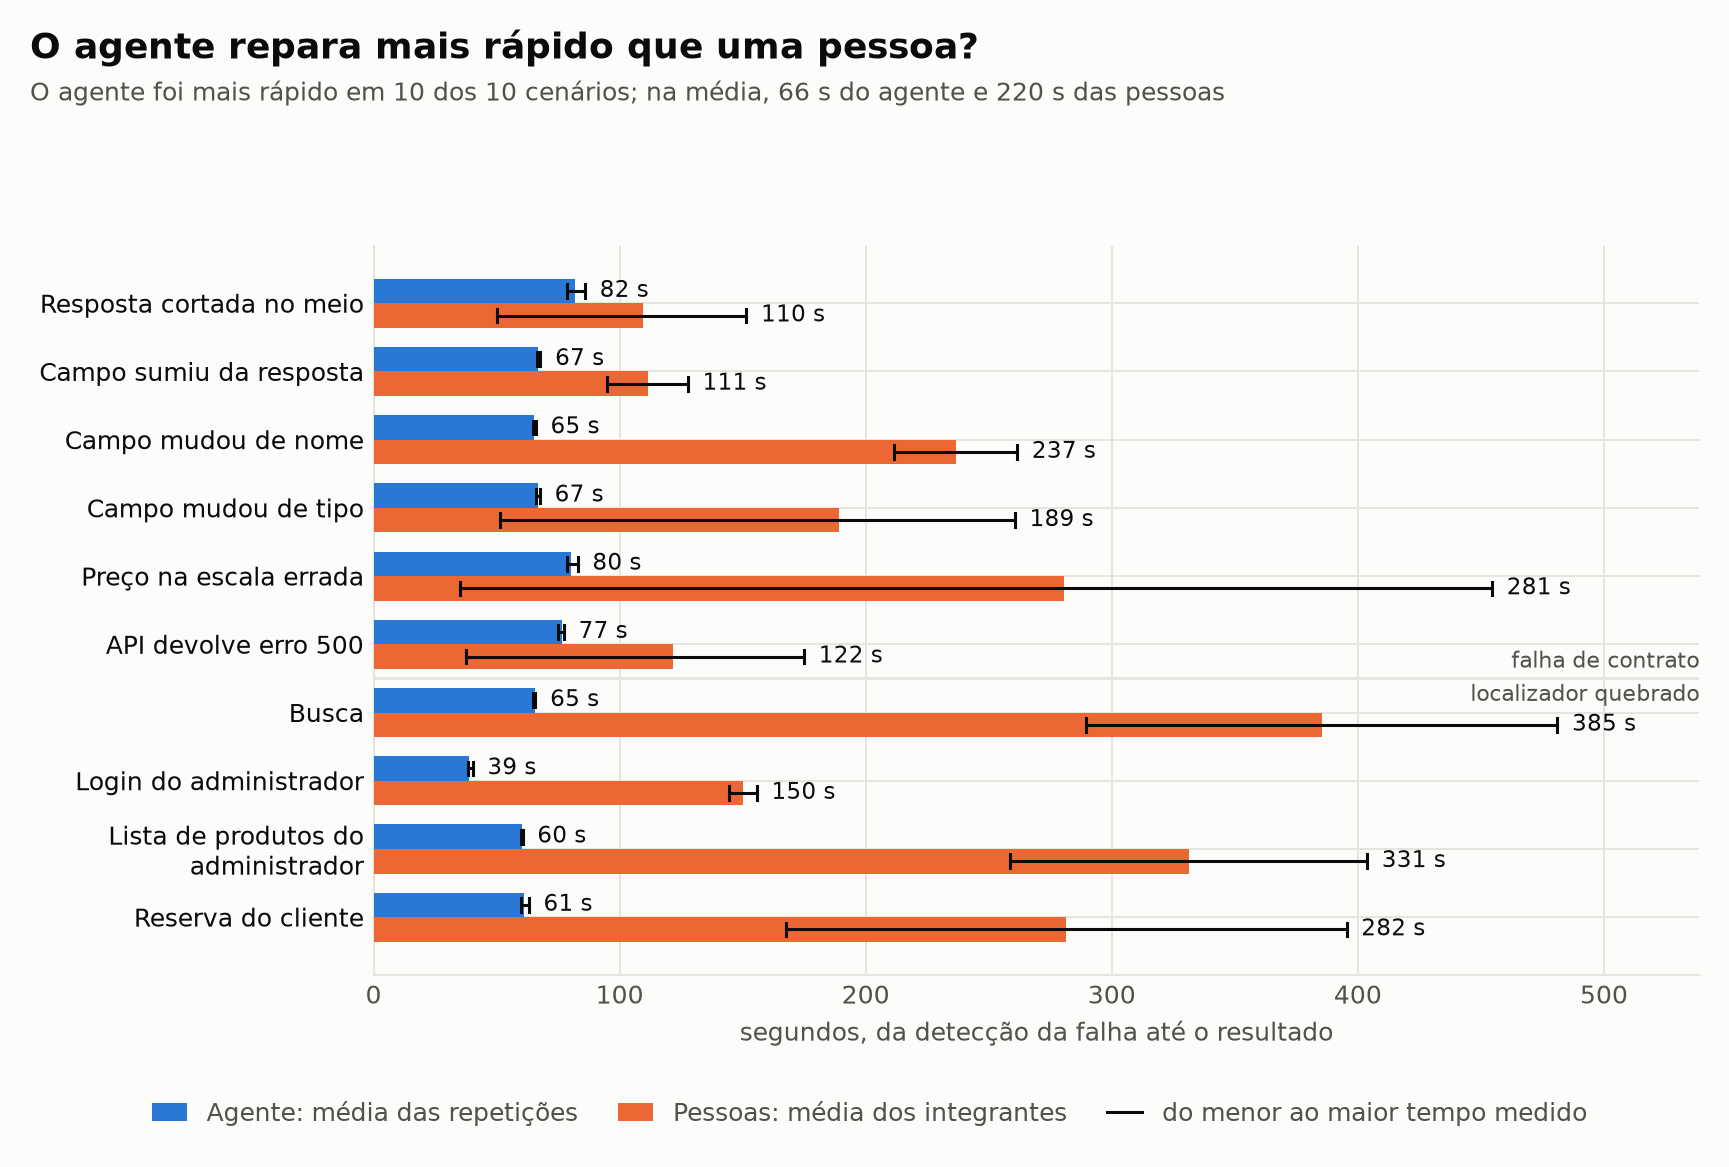 O agente repara mais rápido que uma pessoa?
O agente foi mais rápido em 10 dos 10 cenários; na média, 66 s do agente e 220 s das pessoas
Resposta cortada no meio
82 s
110 s
Campo sumiu da resposta
67 s
111 s
Campo mudou de nome
65 s
237 s
Campo mudou de tipo
67 s
189 s
Preço na escala errada
80 s
281 s
API devolve erro 500
77 s
122 s
falha de contrato
localizador quebrado
Busca
65 s
385 s
Login do administrador
39 s
150 s
Lista de produtos do
administrador
60 s
331 s
Reserva do cliente
61 s
282 s
0 100 200 300 400 500
segundos, da detecção da falha até o resultado
Agente: média das repetições
Pessoas: média dos integrantes
do menor ao maior tempo medido